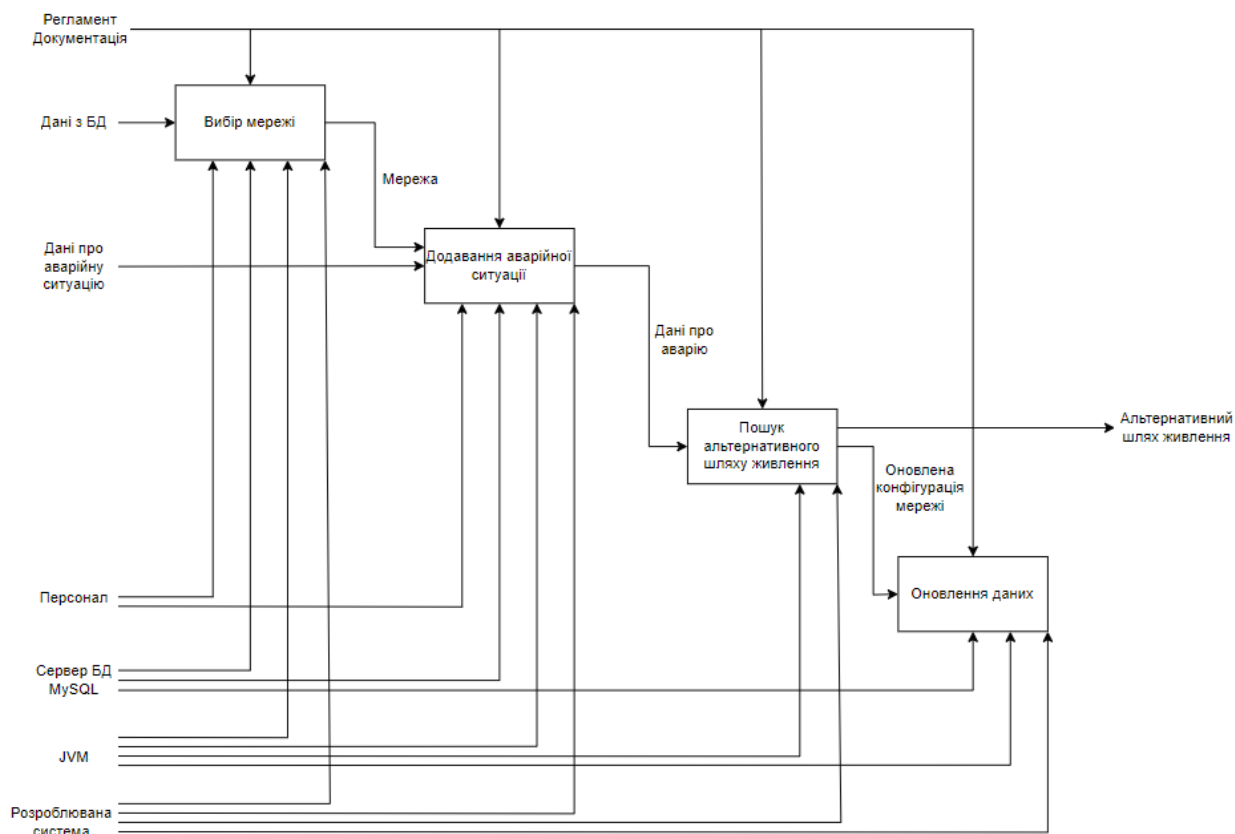 Регламент
Документація
Дані з БД
Вибір мережі
Мережа
Дані про
аварійну
ситуацію
Додавання аварійної
ситуації
Дані про
аварію
Пошук
альтернативного
шляху живлення
Альтернативний
шлях живлення
Оновлена
конфігурація
мережі
Оновлення даних
Персонал
Сервер БД
MySQL
JVM
Розроблювана
система